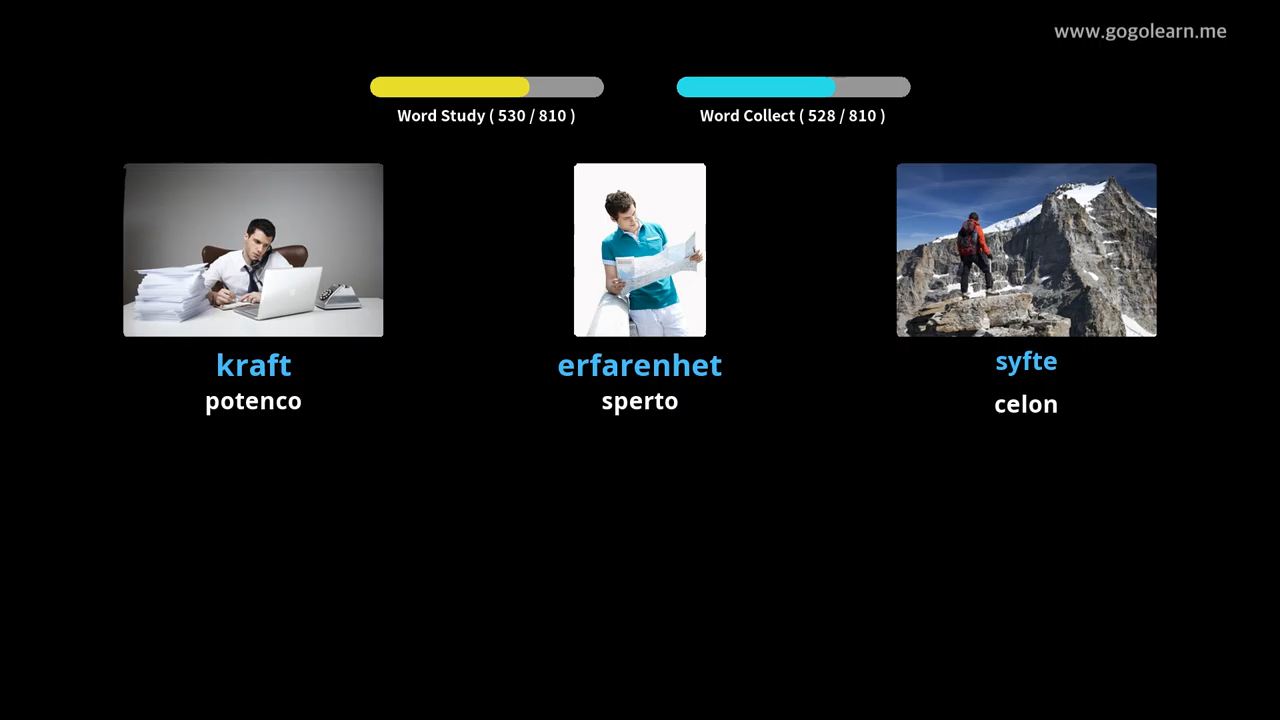 www.gogolearn.me
Word Study ( 530 / 810 )
Word Collect ( 528 / 810 )
kraft
potenco
erfarenhet
sperto
syfte
celon